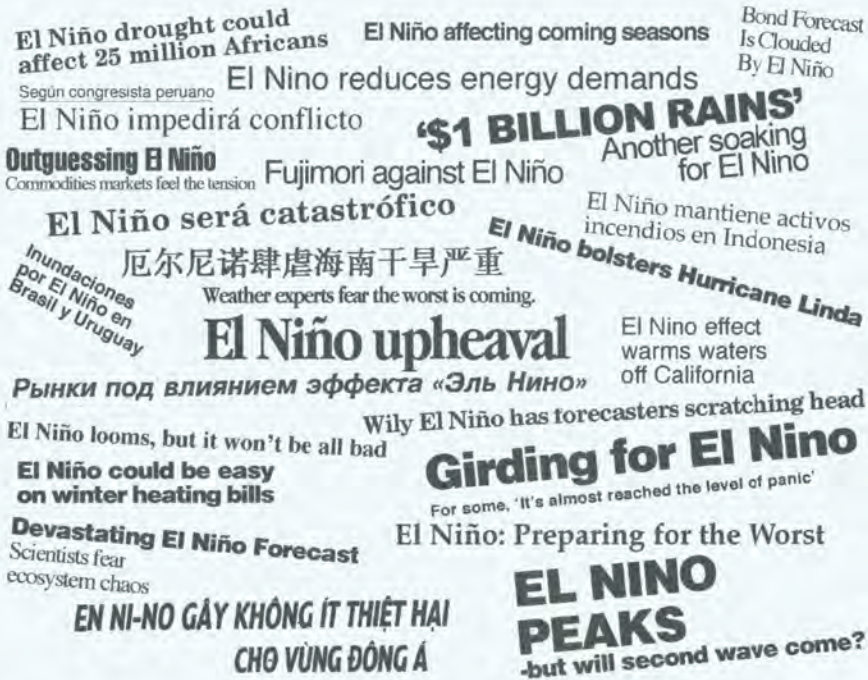 El Niño drought could
affect 25 million Africans
El Niño affecting coming seasons
Bond Forecast
Is Clouded
By El Niño
Según congresista peruano
El Nino reduces energy demands
El Niño impedirá conflicto
‘$1 BILLION RAINS’
Another soaking
for El Nino
Outguessing El Niño
Commodities markets feel the tension
Fujimori against El Niño
El Niño será catastrófico
El Niño mantiene activos
incendios en Indonesia
El Niño bolsters Hurricane Linda
Inundaciones
por El Niño en
Brasil y Uruguay
厄尔尼诺肆虐海南干旱严重
Weather experts fear the worst is coming.
El Niño upheaval
El Nino effect
warms waters
off California
Рынки под влиянием эффекта «Эль Нино»
Wily El Niño has forecasters scratching head
El Niño looms, but it won't be all bad
Girding for El Nino
For some, 'It's almost reached the level of panic'
El Niño could be easy
on winter heating bills
Devastating El Niño Forecast
Scientists fear
ecosystem chaos
El Niño: Preparing for the Worst
EN NI-NO GÂY KHÔNG ÍT THIỆT HẠI
CHO VÙNG ĐÔNG Á
EL NINO
PEAKS
-but will second wave come?